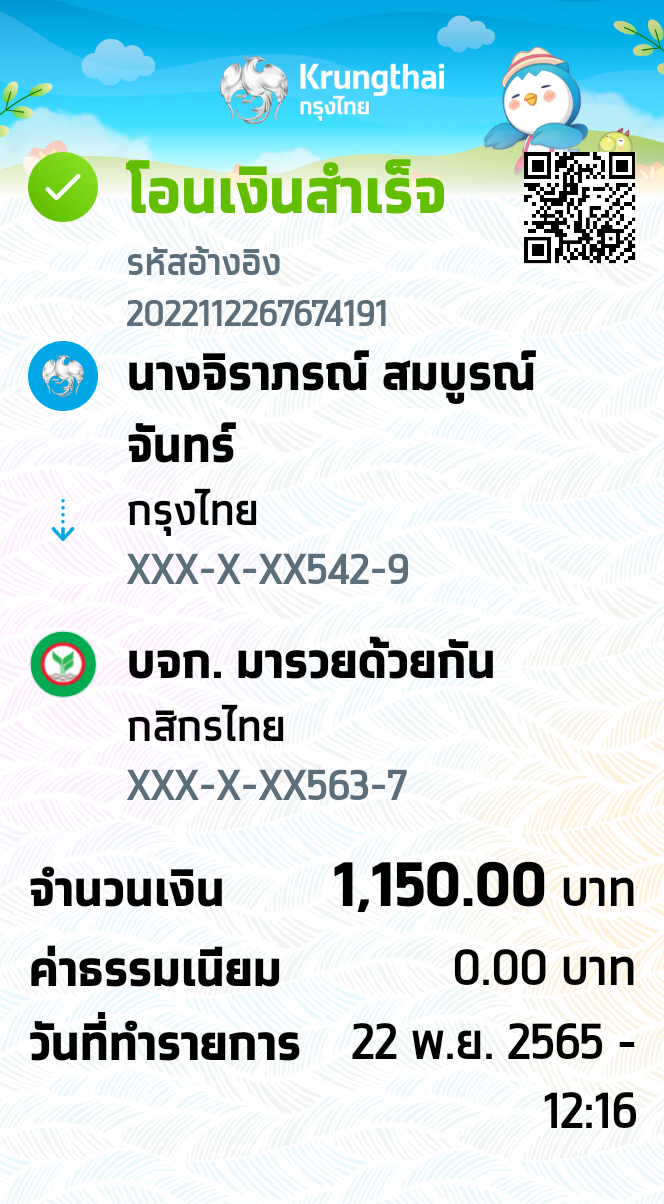 Krungthai
กรุงไทย
โอนเงินสำเร็จ
รหัสอ้างอิง
2022112267674191
นางจิราภรณ์ สมบูรณ์
จันทร์
กรุงไทย
XXX-X-XX542-9
บจก. มารวยด้วยกัน
กสิกรไทย
XXX-X-XX563-7
จำนวนเงิน 1,150.00 บาท
ค่าธรรมเนียม 0.00 บาท
วันที่ทำรายการ 22 พ.ย. 2565 -
12:16